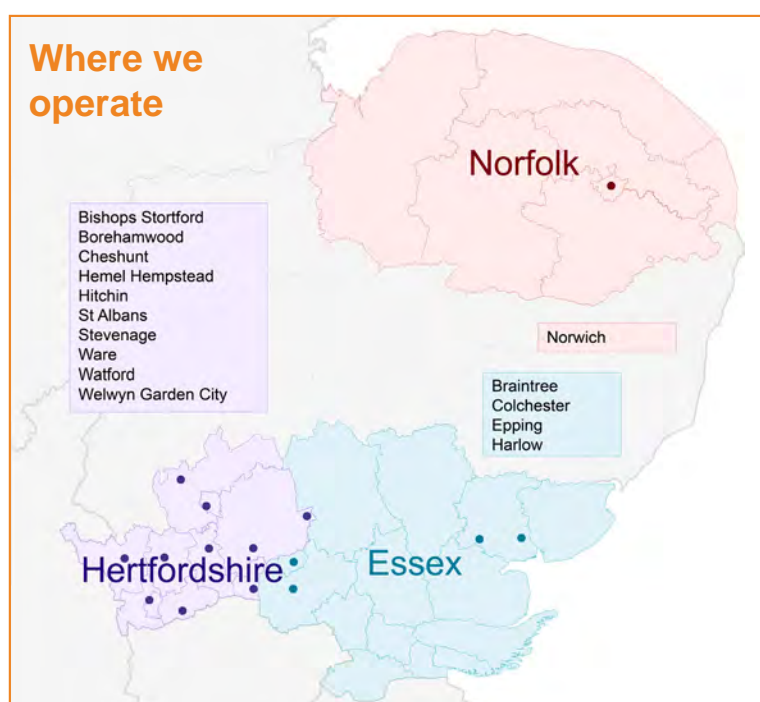 Where we
operate
Norfolk
Bishops Stortford
Borehamwood
Cheshunt
Hemel Hempstead
Hitchin
St Albans
Stevenage
Ware
Watford
Welwyn Garden City
Norwich
Braintree
Colchester
Epping
Harlow
Hertfordshire
Essex